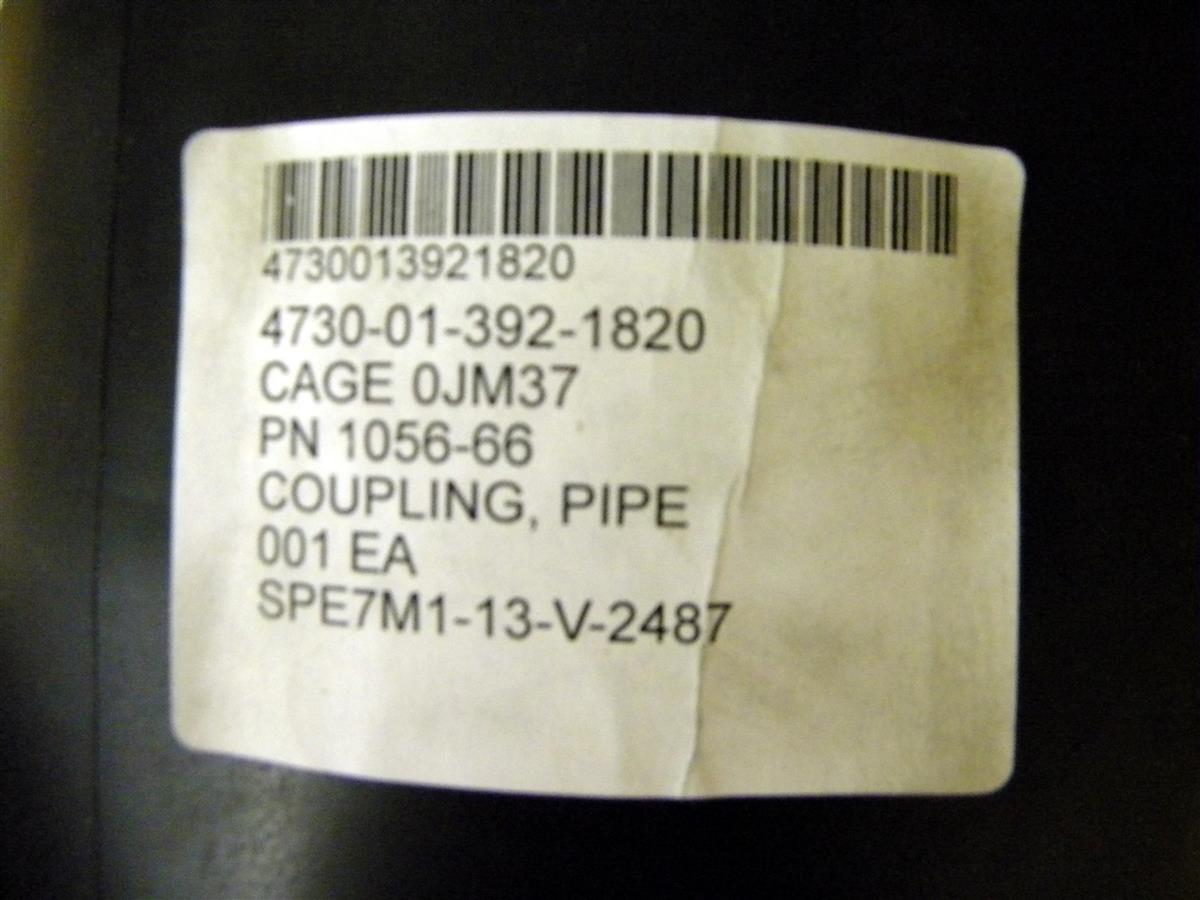 4730013921820
4730-01-392-1820
CAGE 0JM37
PN 1056-66
COUPLING, PIPE
001 EA
SPE7M1-13-V-2487